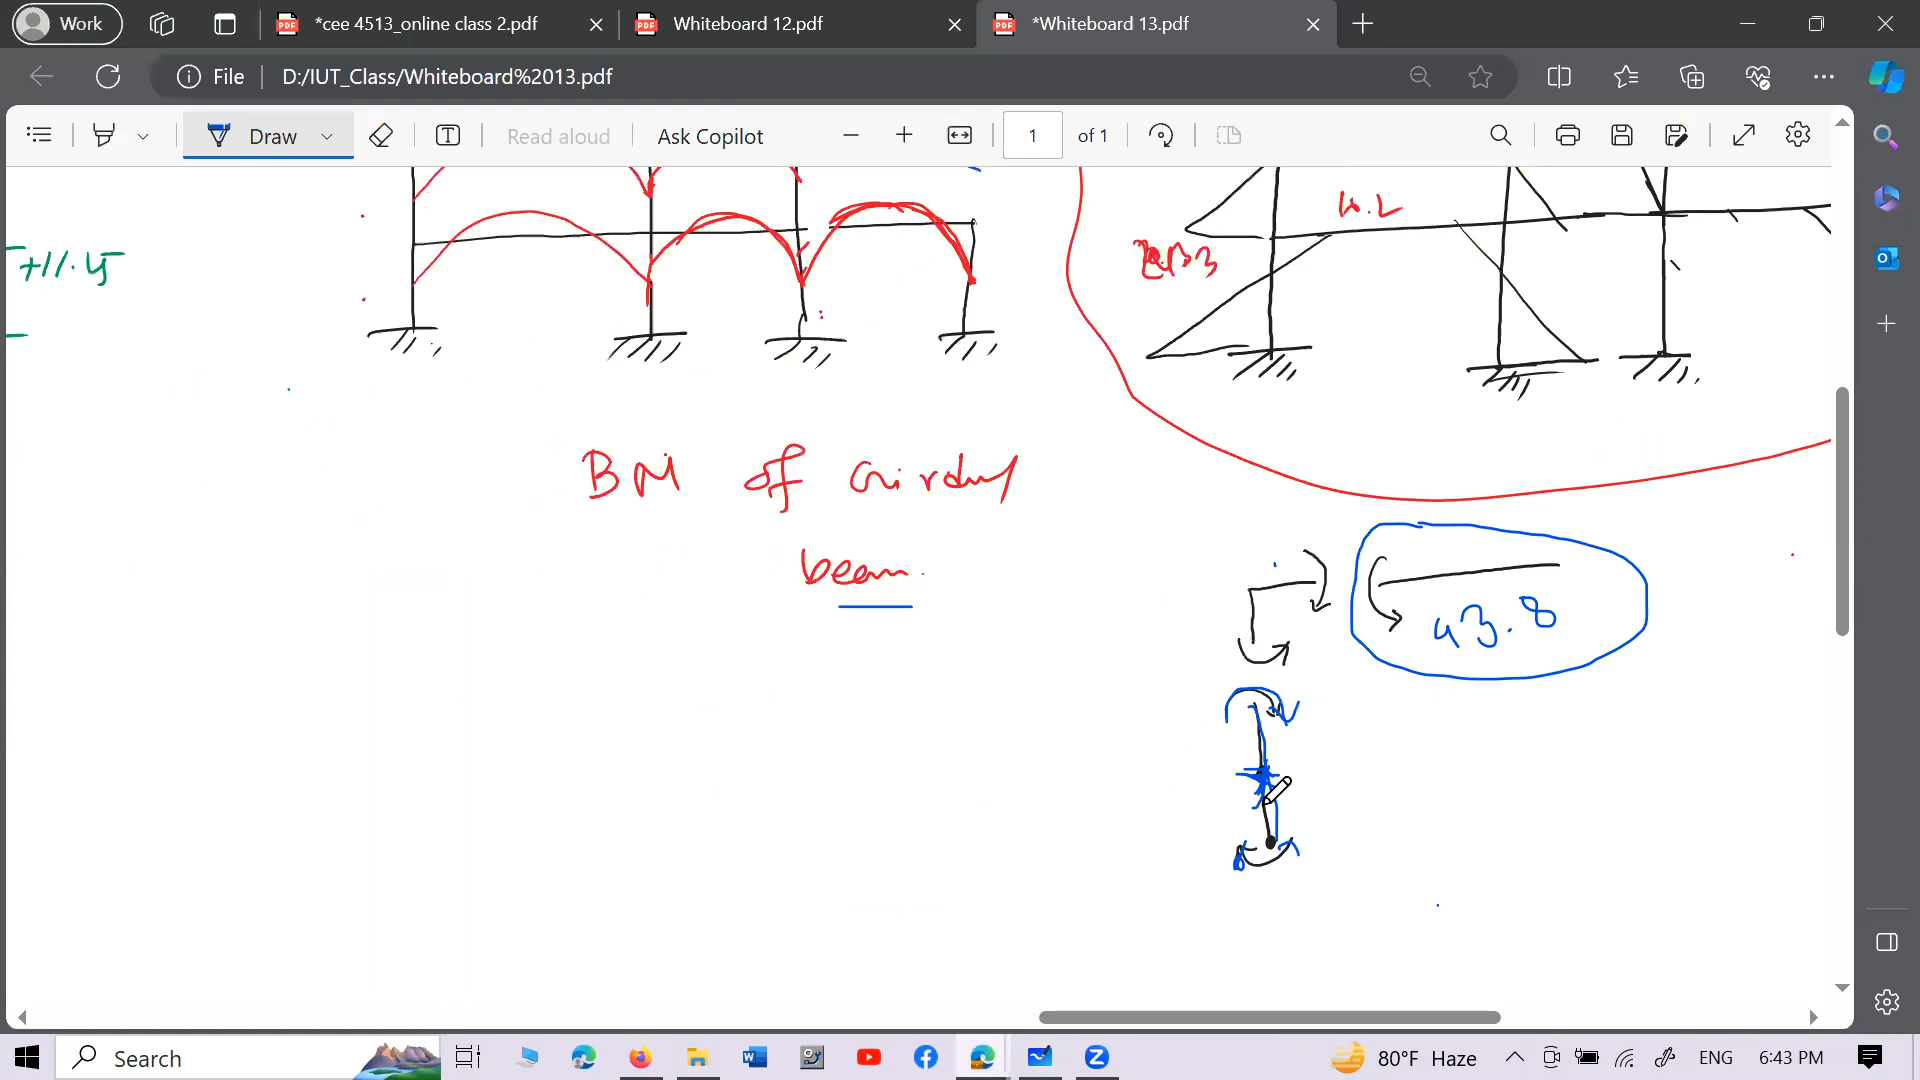 Work
*cee 4513_online class 2.pdf
Whiteboard 12.pdf
*Whiteboard 13.pdf
File
D:/IUT_Class/Whiteboard%2013.pdf
Draw
Read aloud
Ask Copilot
1
of 1
W.L
+11.45
BM of Girder
beam.
43.8
Search
80°F Haze
ENG
6:43 PM